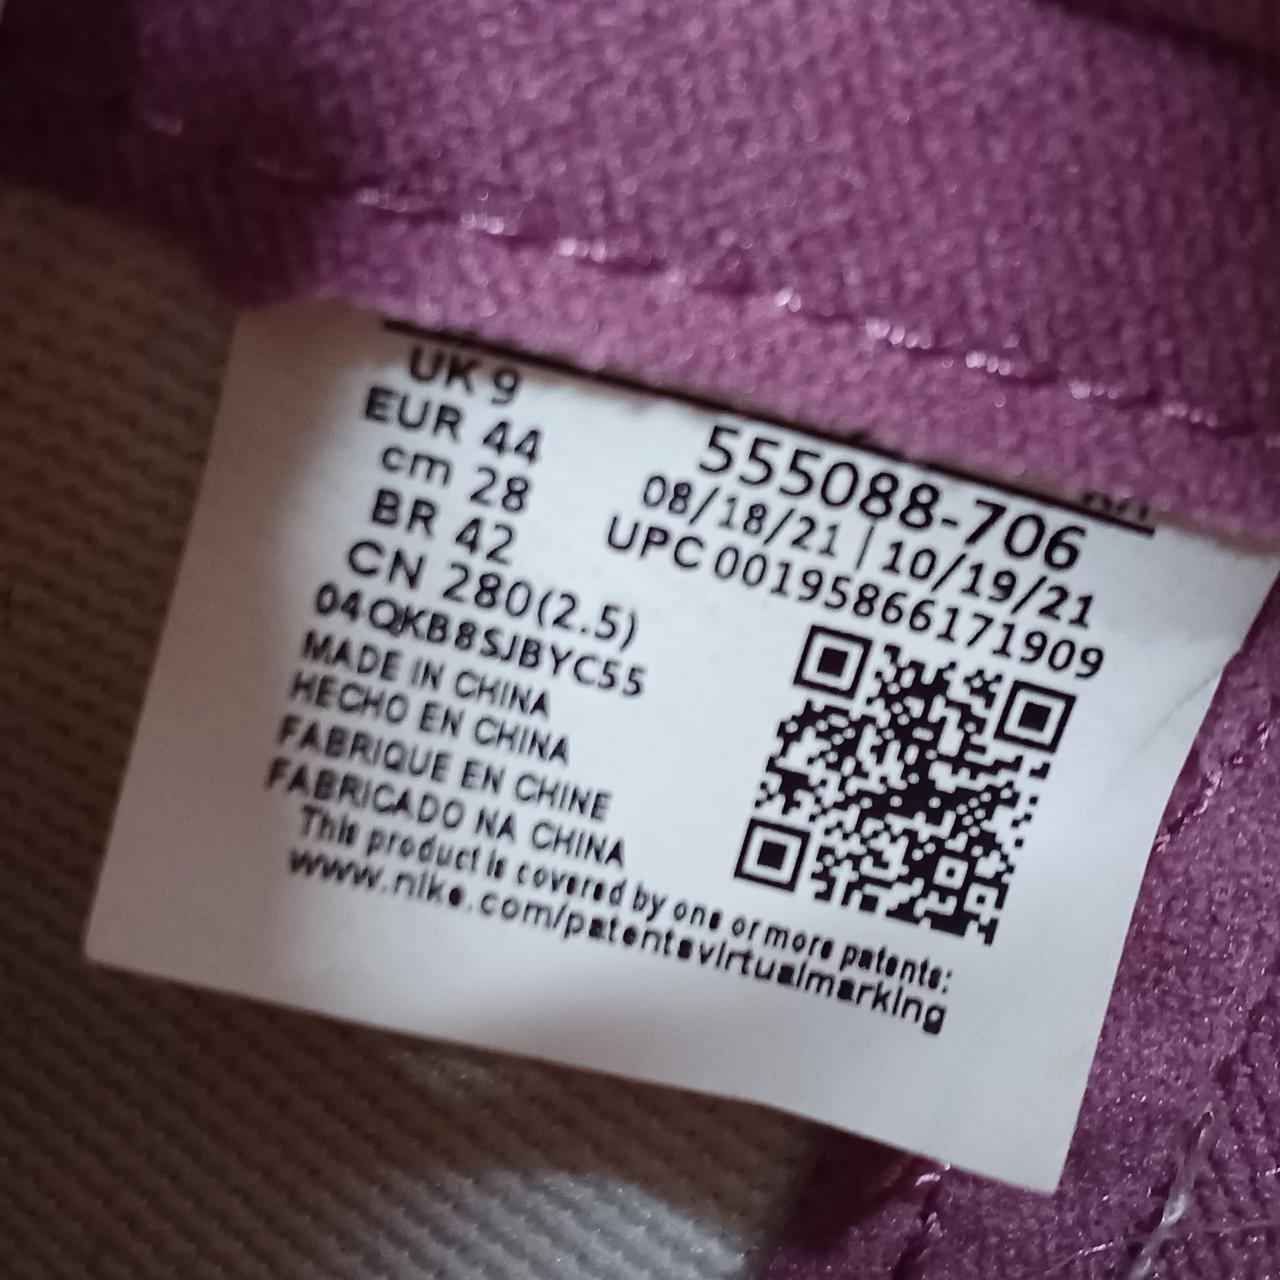 UK 9
EUR 44
cm 28
BR 42
CN 280(2.5)
04QKB8SJBYC55
MADE IN CHINA
HECHO EN CHINA
FABRIQUE EN CHINE
FABRICADO NA CHINA
This product is covered by one or more patents:
www.nike.com/patentsvirtualmarking
555088-706
08/18/21 | 10/19/21
UPC 00195866171909